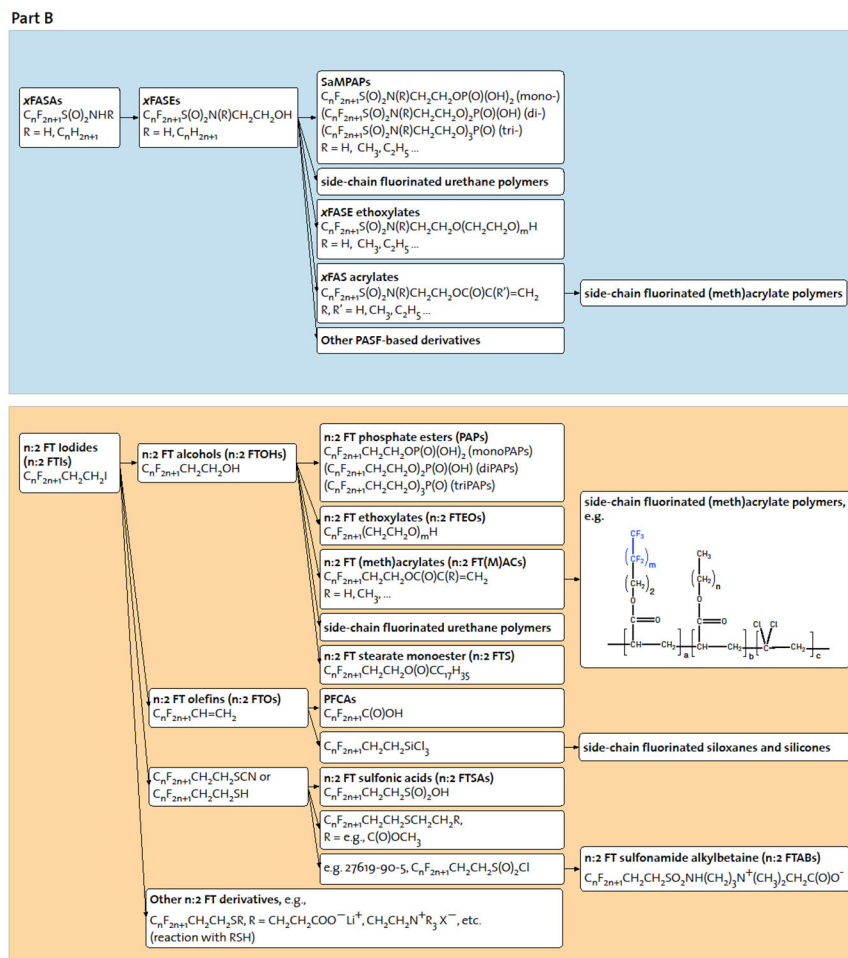 Part B
xFASAs
CₙF₂ₙ₊₁S(O)₂NHR
R = H, CₙH₂ₙ₊₁
xFASEs
CₙF₂ₙ₊₁S(O)₂N(R)CH₂CH₂OH
R = H, CₙH₂ₙ₊₁
SaMPAPs
CₙF₂ₙ₊₁S(O)₂N(R)CH₂CH₂OP(O)(OH)₂ (mono-)
(CₙF₂ₙ₊₁S(O)₂N(R)CH₂CH₂O)₂P(O)(OH) (di-)
(CₙF₂ₙ₊₁S(O)₂N(R)CH₂CH₂O)₃P(O) (tri-)
R = H, CH₃, C₂H₅ ...
side-chain fluorinated urethane polymers
xFASE ethoxylates
CₙF₂ₙ₊₁S(O)₂N(R)CH₂CH₂O(CH₂CH₂O)ₘH
R = H, CH₃, C₂H₅ ...
xFAS acrylates
CₙF₂ₙ₊₁S(O)₂N(R)CH₂CH₂OC(O)C(R')=CH₂
R, R' = H, CH₃, C₂H₅ ...
side-chain fluorinated (meth)acrylate polymers
Other PASF-based derivatives
n:2 FT Iodides
(n:2 FTIs)
CₙF₂ₙ₊₁CH₂CH₂I
n:2 FT alcohols (n:2 FTOHs)
CₙF₂ₙ₊₁CH₂CH₂OH
n:2 FT phosphate esters (PAPs)
CₙF₂ₙ₊₁CH₂CH₂OP(O)(OH)₂ (monoPAPs)
(CₙF₂ₙ₊₁CH₂CH₂O)₂P(O)(OH) (diPAPs)
(CₙF₂ₙ₊₁CH₂CH₂O)₃P(O) (triPAPs)
n:2 FT ethoxylates (n:2 FTEOs)
CₙF₂ₙ₊₁(CH₂CH₂O)ₘH
n:2 FT (meth)acrylates (n:2 FT(M)ACs)
CₙF₂ₙ₊₁CH₂CH₂OC(O)C(R)=CH₂
R = H, CH₃, ...
side-chain fluorinated urethane polymers
n:2 FT stearate monoester (n:2 FTS)
CₙF₂ₙ₊₁CH₂CH₂O(O)CC₁₇H₃₅
side-chain fluorinated (meth)acrylate polymers,
e.g.
CF₃
(CF₂)ₘ CH₃
(CH₂)₂ (CH₂)ₙ
O O
C=O C=O Cl Cl
[CH—CH₂]a [CH—CH₂]b [C—CH₂]c
n:2 FT olefins (n:2 FTOs)
CₙF₂ₙ₊₁CH=CH₂
PFCAs
CₙF₂ₙ₊₁C(O)OH
CₙF₂ₙ₊₁CH₂CH₂SiCl₃
side-chain fluorinated siloxanes and silicones
CₙF₂ₙ₊₁CH₂CH₂SCN or
CₙF₂ₙ₊₁CH₂CH₂SH
n:2 FT sulfonic acids (n:2 FTSAs)
CₙF₂ₙ₊₁CH₂CH₂S(O)₂OH
CₙF₂ₙ₊₁CH₂CH₂SCH₂CH₂R,
R = e.g., C(O)OCH₃
e.g. 27619-90-5, CₙF₂ₙ₊₁CH₂CH₂S(O)₂Cl
n:2 FT sulfonamide alkylbetaine (n:2 FTABs)
CₙF₂ₙ₊₁CH₂CH₂SO₂NH(CH₂)₃N⁺(CH₃)₂CH₂C(O)O⁻
Other n:2 FT derivatives, e.g.,
CₙF₂ₙ₊₁CH₂CH₂SR, R = CH₂CH₂COO⁻Li⁺, CH₂CH₂N⁺R₃ X⁻, etc.
(reaction with RSH)